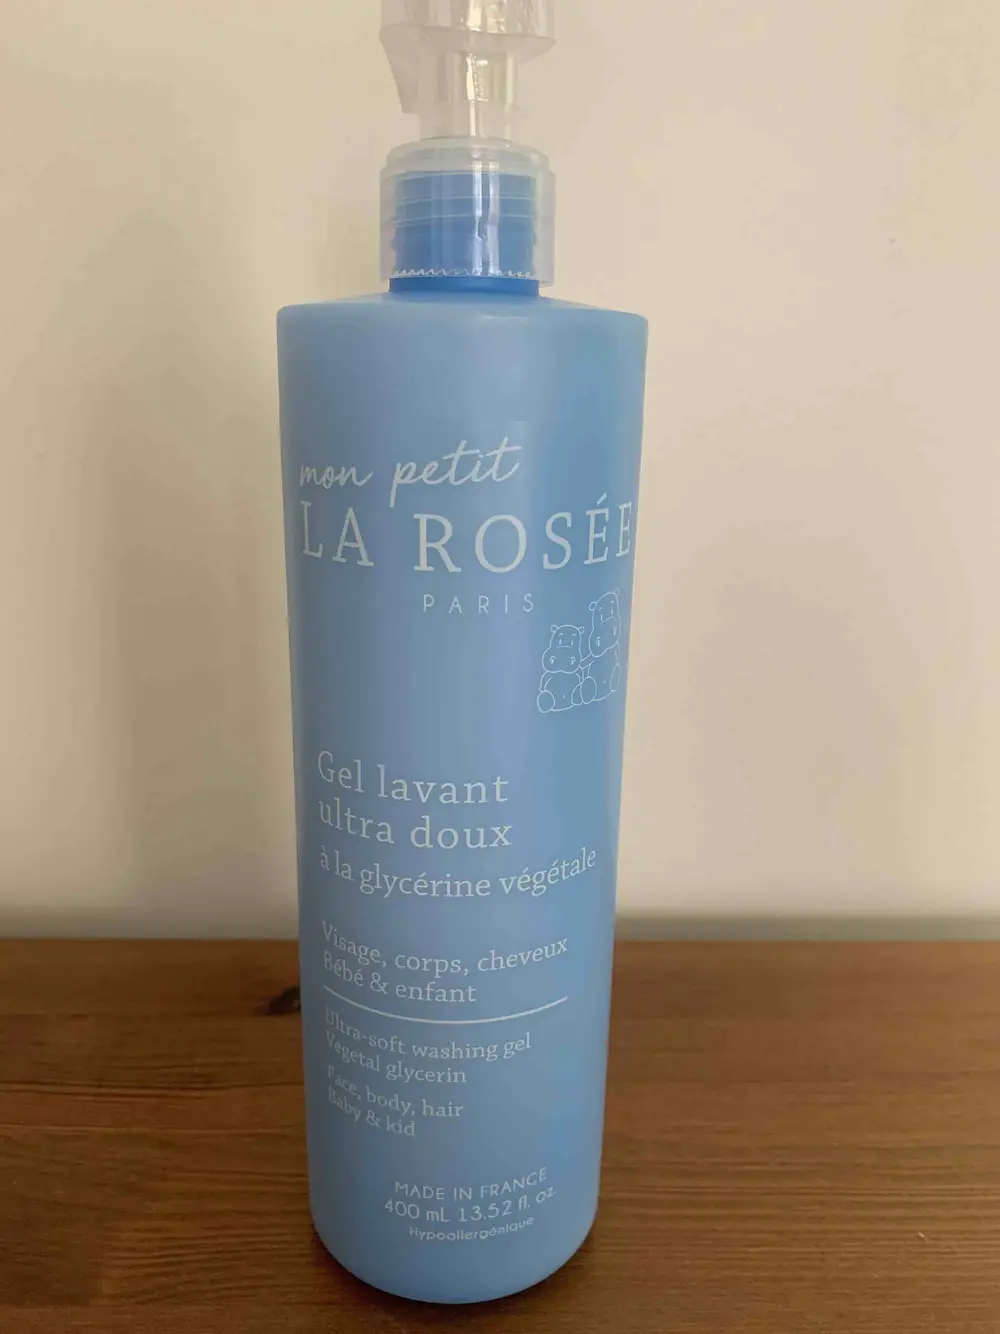 mon petit
LA ROSÉE
PARIS
Gel lavant
ultra doux
à la glycérine végétale
Visage, corps, cheveux
Bébé & enfant
Ultra-soft washing gel
Vegetal glycerin
Face, body, hair
Baby & kid
MADE IN FRANCE
400 mL 13.52 fl. oz.
Hypoallergénique